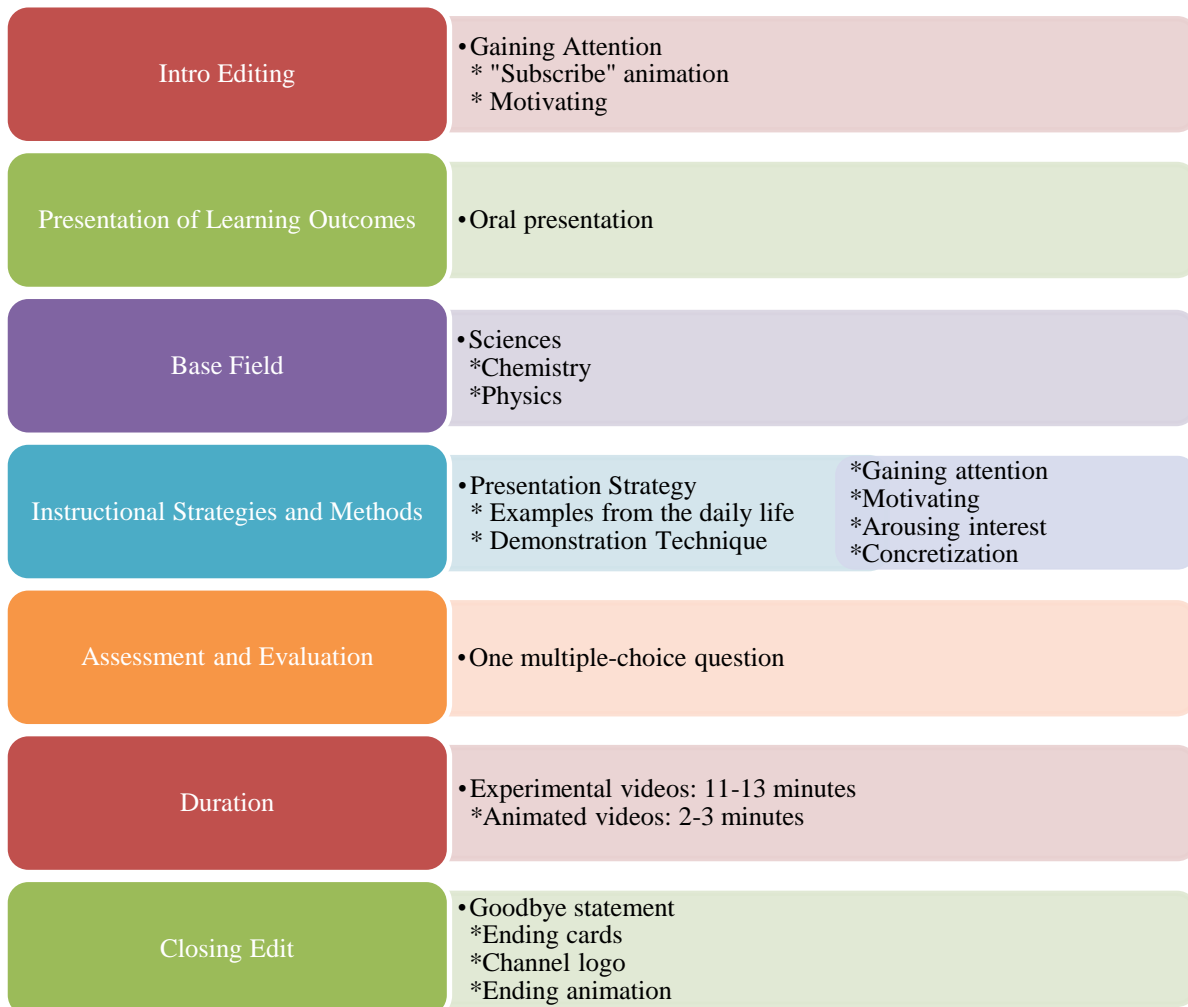 Intro Editing
•Gaining Attention
* "Subscribe" animation
* Motivating
Presentation of Learning Outcomes
•Oral presentation
Base Field
•Sciences
*Chemistry
*Physics
Instructional Strategies and Methods
•Presentation Strategy
* Examples from the daily life
* Demonstration Technique
*Gaining attention
*Motivating
*Arousing interest
*Concretization
Assessment and Evaluation
•One multiple-choice question
Duration
•Experimental videos: 11-13 minutes
*Animated videos: 2-3 minutes
Closing Edit
•Goodbye statement
*Ending cards
*Channel logo
*Ending animation